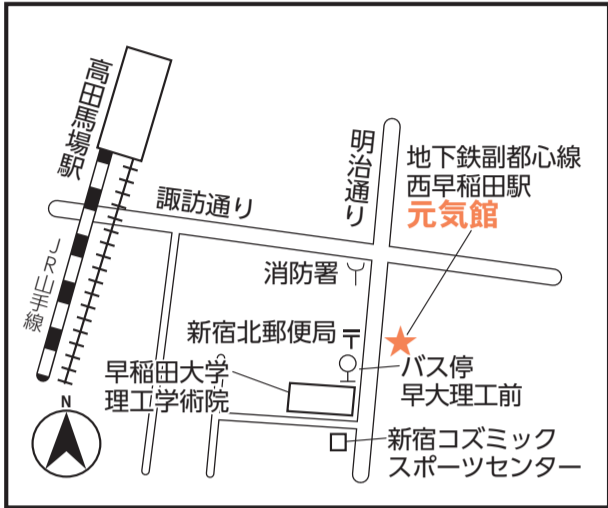 高田馬場駅
明治通り
地下鉄副都心線
西早稲田駅
元気館
諏訪通り
JR山手線
消防署
新宿北郵便局
〒
早稲田大学
理工学術院
バス停
早大理工前
N
新宿コズミック
スポーツセンター